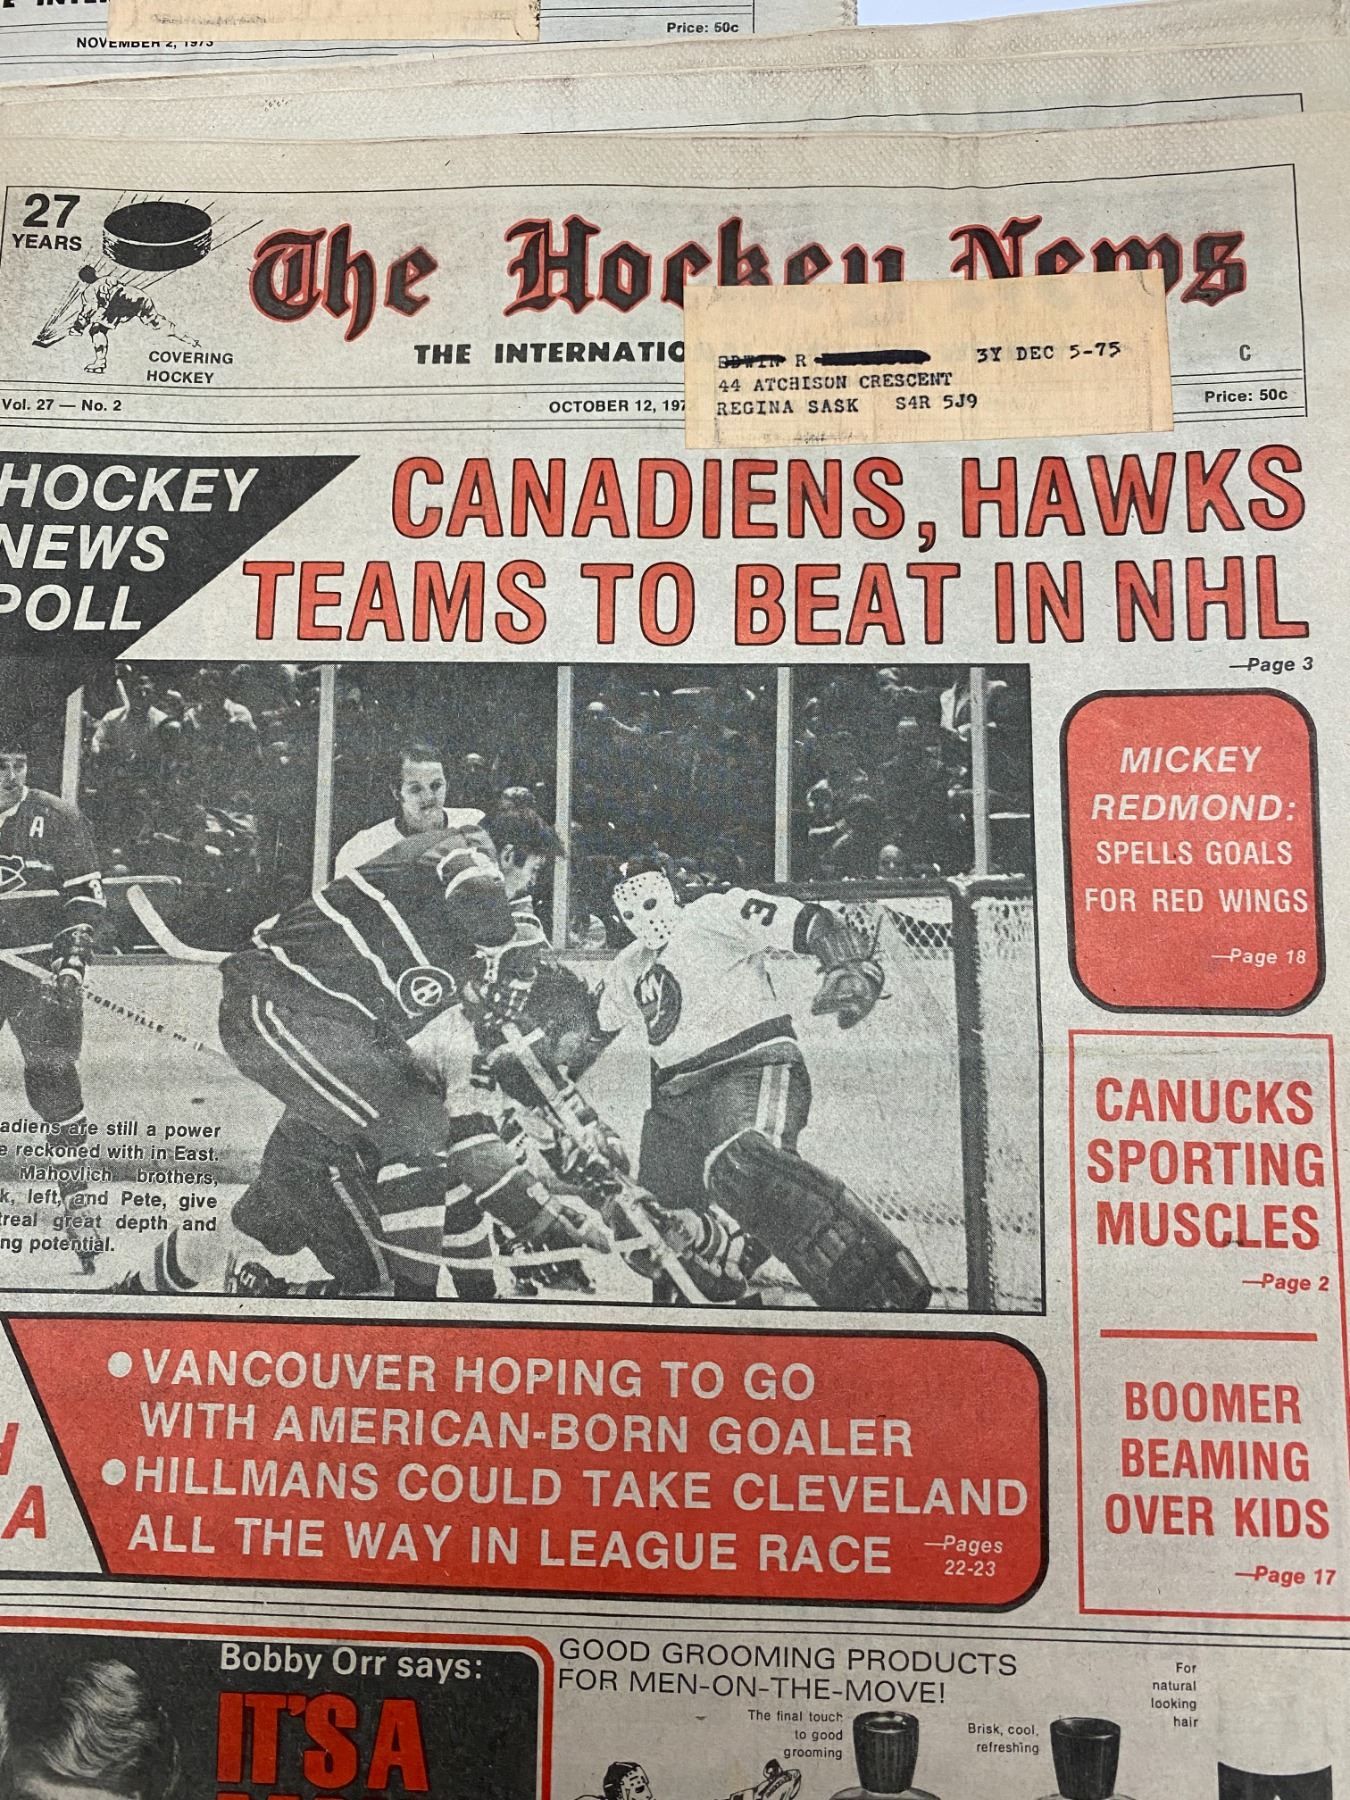 Price: 50c
NOVEMBER 2, 1973
27
YEARS
The Hockey News
COVERING
HOCKEY
THE INTERNATIO
R 3Y DEC 5-75
44 ATCHISON CRESCENT
REGINA SASK S4R 5J9
C
Vol. 27 — No. 2
OCTOBER 12, 197
Price: 50c
HOCKEY
NEWS
POLL
CANADIENS, HAWKS
TEAMS TO BEAT IN NHL
—Page 3
MICKEY
REDMOND:
SPELLS GOALS
FOR RED WINGS
—Page 18
A
3
NY
TORIAVILLE
adiens are still a power
e reckoned with in East.
Mahovlich brothers,
k, left, and Pete, give
treal great depth and
ng potential.
CANUCKS
SPORTING
MUSCLES
—Page 2
BOOMER
BEAMING
OVER KIDS
—Page 17
A
• VANCOUVER HOPING TO GO
WITH AMERICAN-BORN GOALER
• HILLMANS COULD TAKE CLEVELAND
ALL THE WAY IN LEAGUE RACE —Pages
22-23
Bobby Orr says:
IT'S A
GOOD GROOMING PRODUCTS
FOR MEN-ON-THE-MOVE!
The final touch
to good
grooming
Brisk, cool,
refreshing
For
natural
looking
hair